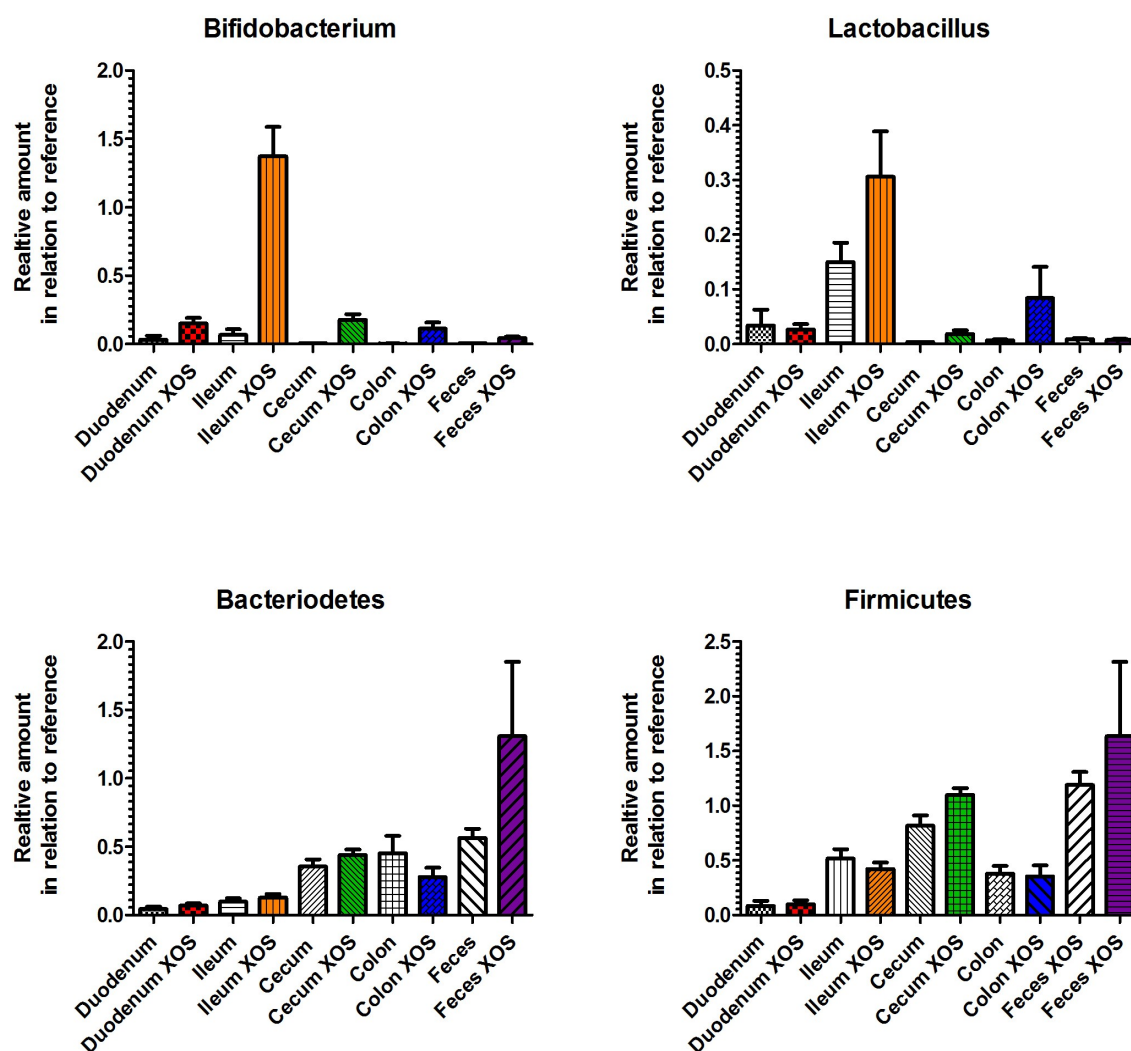 Bifidobacterium
Realtive amount
in relation to reference
2.0
1.5
1.0
0.5
0.0
Duodenum
Duodenum XOS
Ileum
Ileum XOS
Cecum
Cecum XOS
Colon
Colon XOS
Feces
Feces XOS
Lactobacillus
Realtive amount
in relation to reference
0.5
0.4
0.3
0.2
0.1
0.0
Duodenum
Duodenum XOS
Ileum
Ileum XOS
Cecum
Cecum XOS
Colon
Colon XOS
Feces
Feces XOS
Bacteriodetes
Realtive amount
in relation to reference
2.0
1.5
1.0
0.5
0.0
Duodenum
Duodenum XOS
Ileum
Ileum XOS
Cecum
Cecum XOS
Colon
Colon XOS
Feces
Feces XOS
Firmicutes
Realtive amount
in relation to reference
2.5
2.0
1.5
1.0
0.5
0.0
Duodenum
Duodenum XOS
Ileum
Ileum XOS
Cecum
Cecum XOS
Colon
Colon XOS
Feces XOS
Feces XOS